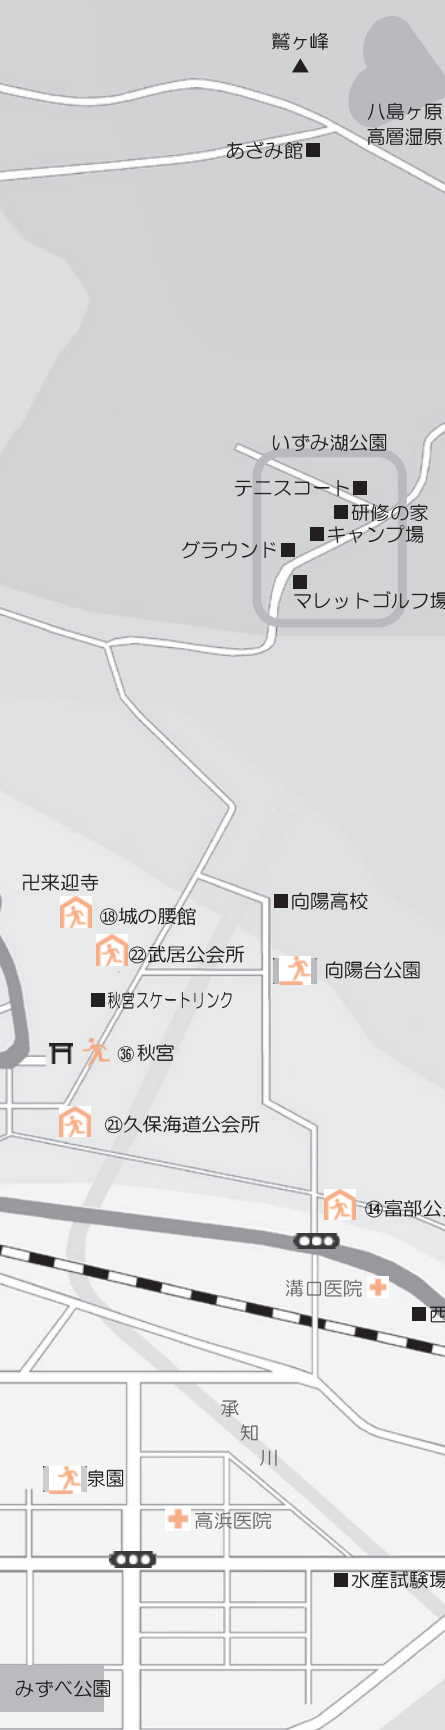 鷲ヶ峰
八島ヶ原
高層湿原
あざみ館
いずみ湖公園
テニスコート
研修の家
キャンプ場
グラウンド
マレットゴルフ場
卍来迎寺
向陽高校
⑱城の腰館
㉒武居公会所
向陽台公園
秋宮スケートリンク
㊱秋宮
㉑久保海道公会所
⑭富部公
溝口医院
西
承
知
川
泉園
高浜医院
水産試験場
みずべ公園